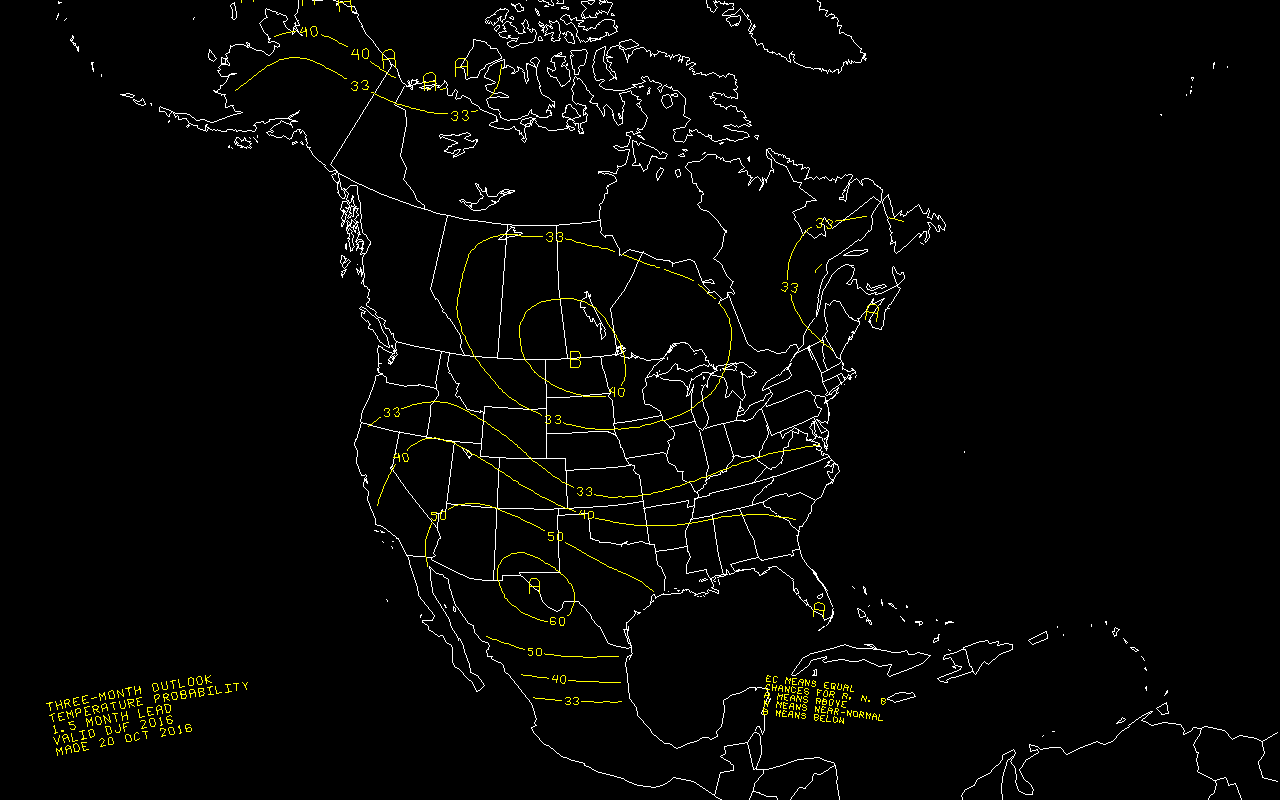 40
40
A
A
A
33
33
33
33
33
A
B
40
33
33
40
33
50
40
50
A
A
60
50
40
33
THREE-MONTH OUTLOOK
TEMPERATURE PROBABILITY
1.5 MONTH LEAD
VALID DJF 2016
MADE 20 OCT 2016
EC MEANS EQUAL
CHANCES FOR A, N, B
A MEANS ABOVE
N MEANS NEAR-NORMAL
B MEANS BELOW